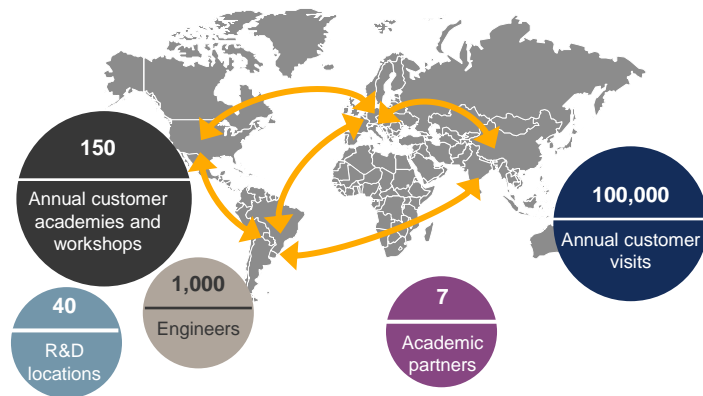 150
Annual customer
academies and
workshops
100,000
Annual customer
visits
1,000
Engineers
40
R&D
locations
7
Academic
partners